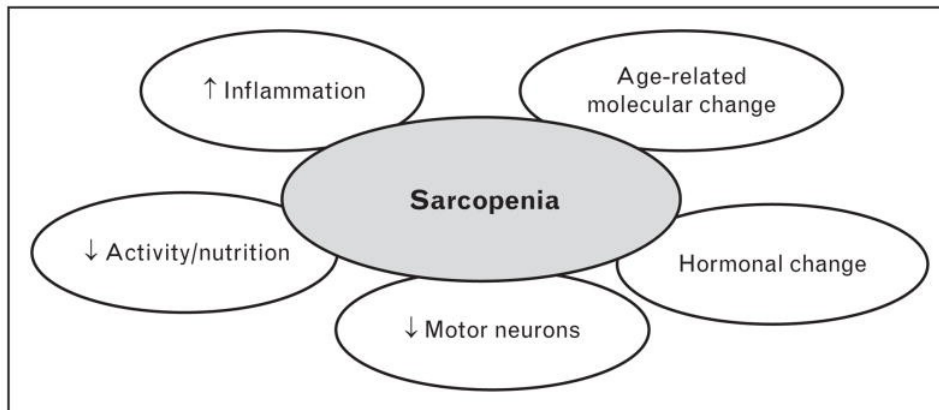 ↑ Inflammation
Age-related
molecular change
Sarcopenia
↓ Activity/nutrition
Hormonal change
↓ Motor neurons